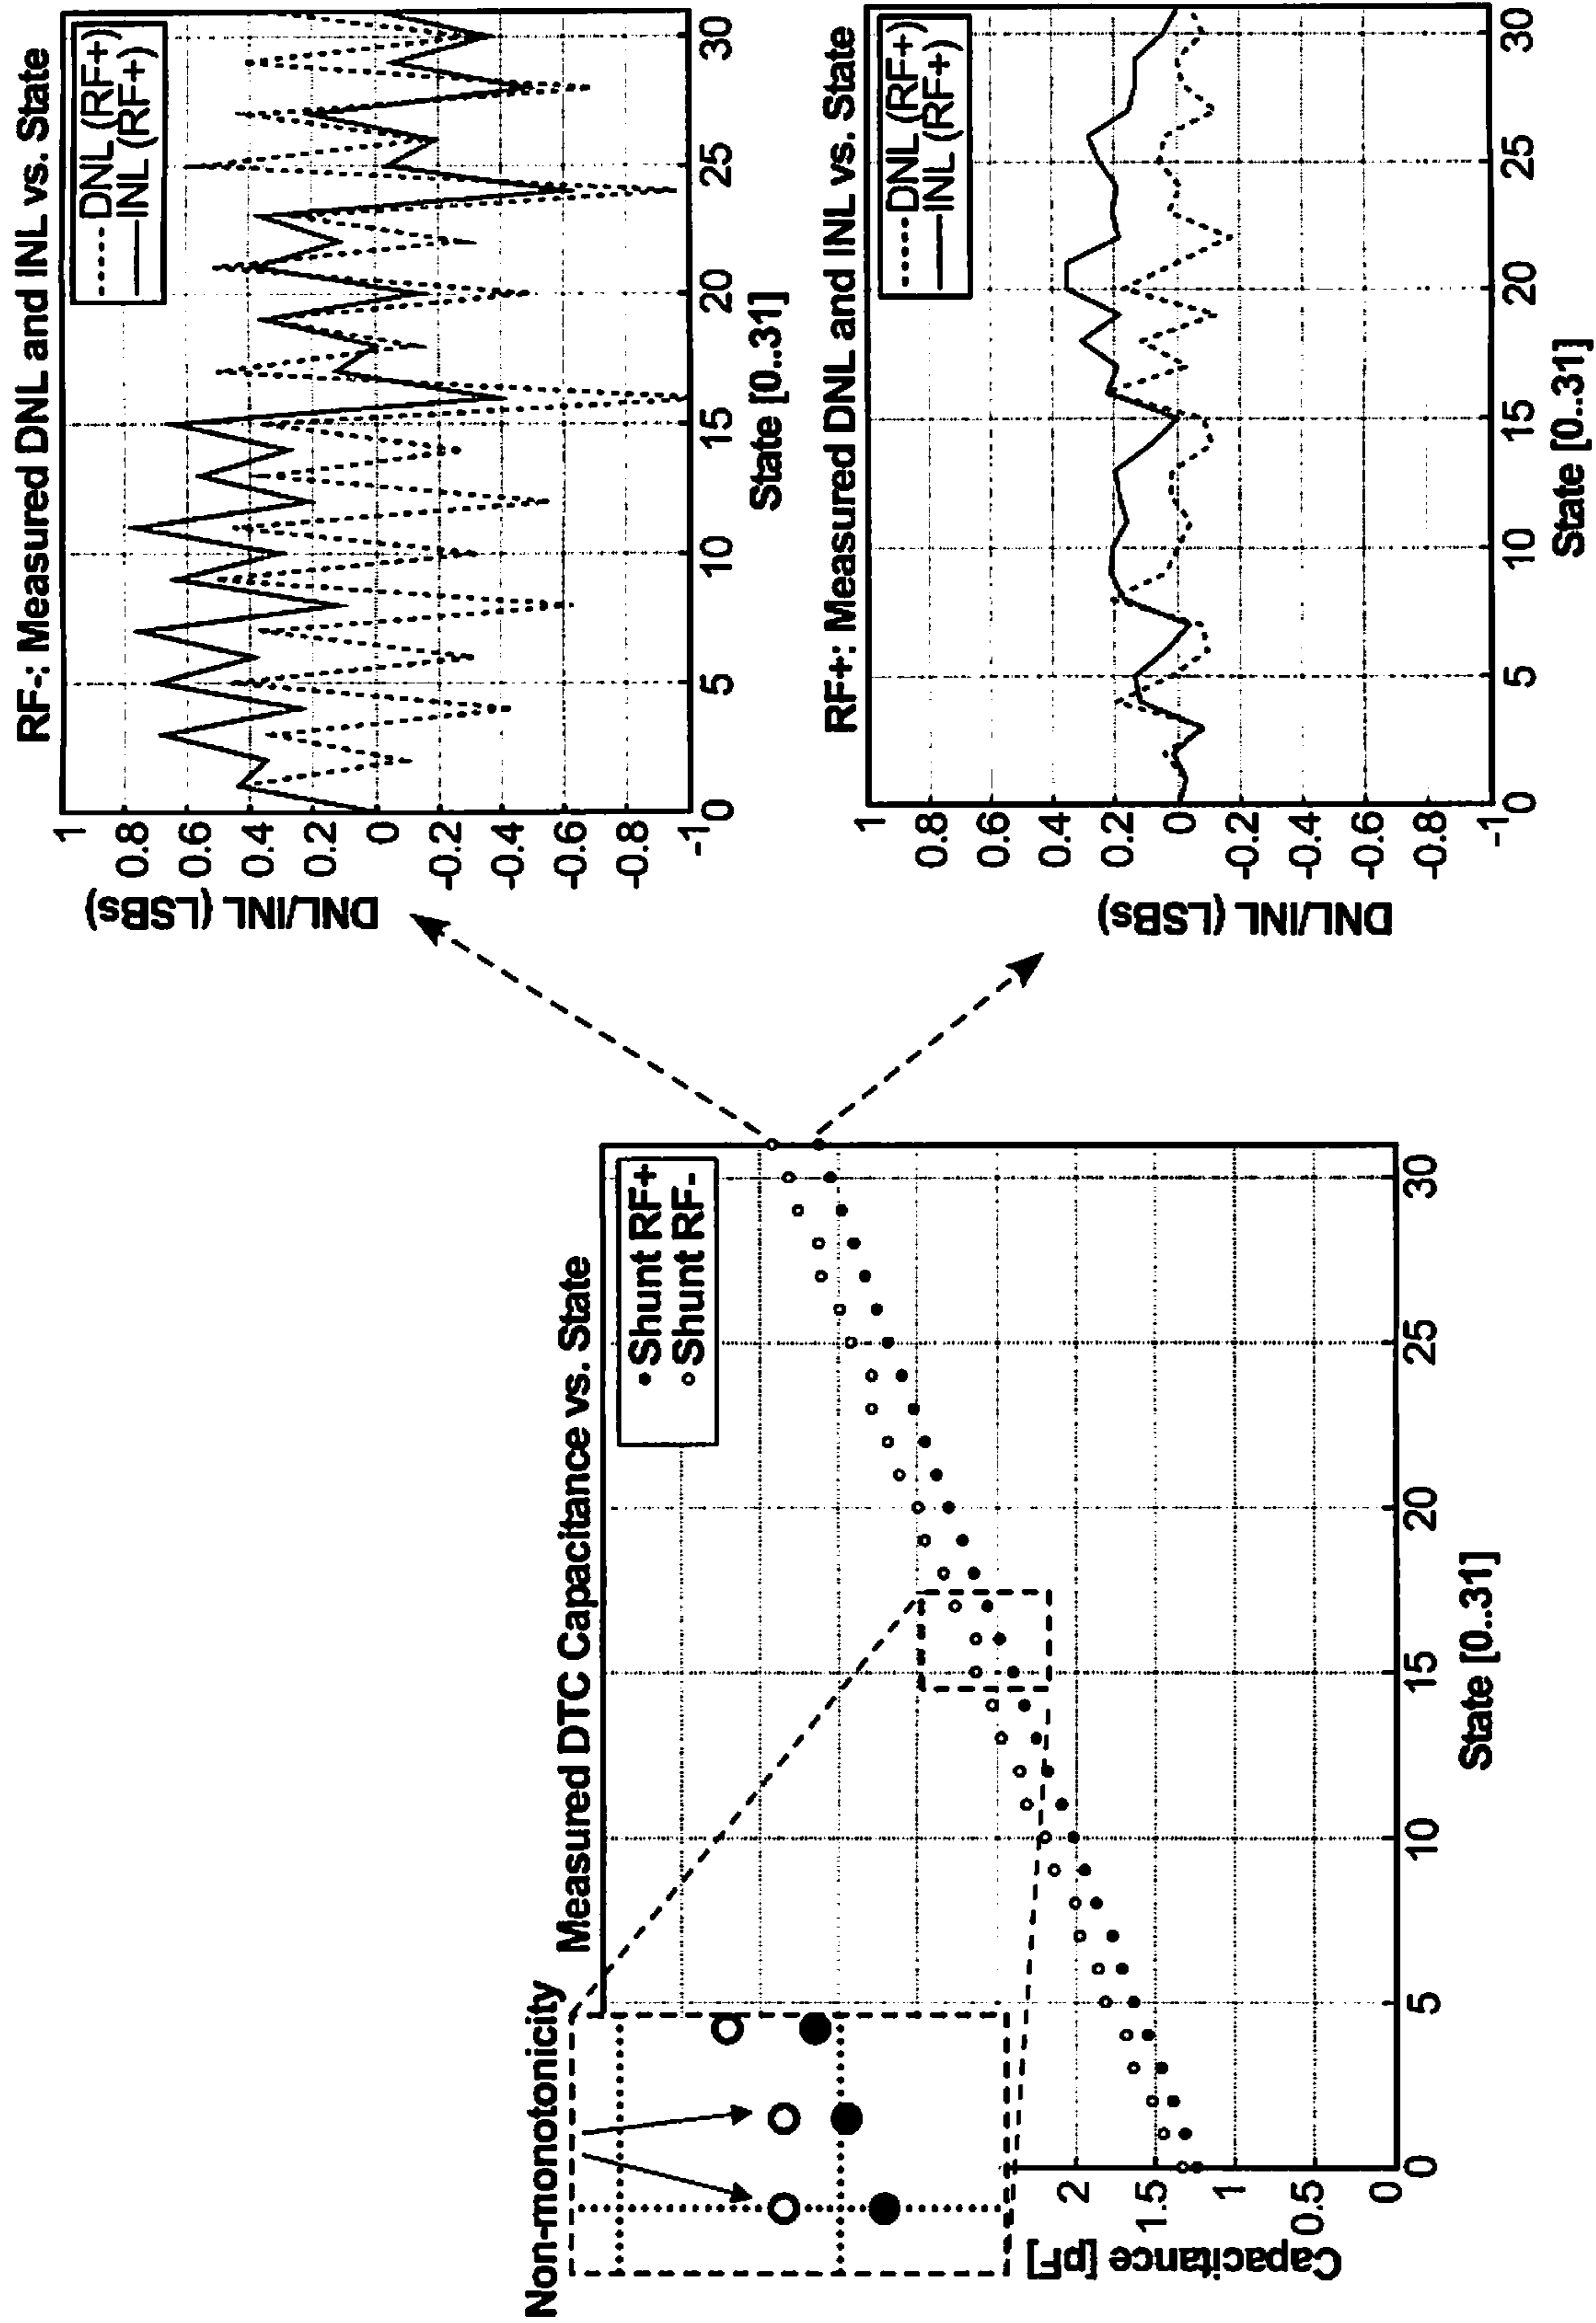 RF-: Measured DNL and INL vs. State
DNL (RF+)
INL (RF+)
DNL/INL (LSBs)
1
0.8
0.6
0.4
0.2
0
-0.2
-0.4
-0.6
-0.8
-1
0 5 10 15 20 25 30
State [0..31]
RF+: Measured DNL and INL vs. State
DNL (RF+)
INL (RF+)
DNL/INL (LSBs)
1
0.8
0.6
0.4
0.2
0
-0.2
-0.4
-0.6
-0.8
-1
0 5 10 15 20 25 30
State [0..31]
Non-monotonicity
Measured DTC Capacitance vs. State
Shunt RF+
Shunt RF-
Capacitance [pF]
2
1.5
1
0.5
0
0 5 10 15 20 25 30
State [0..31]